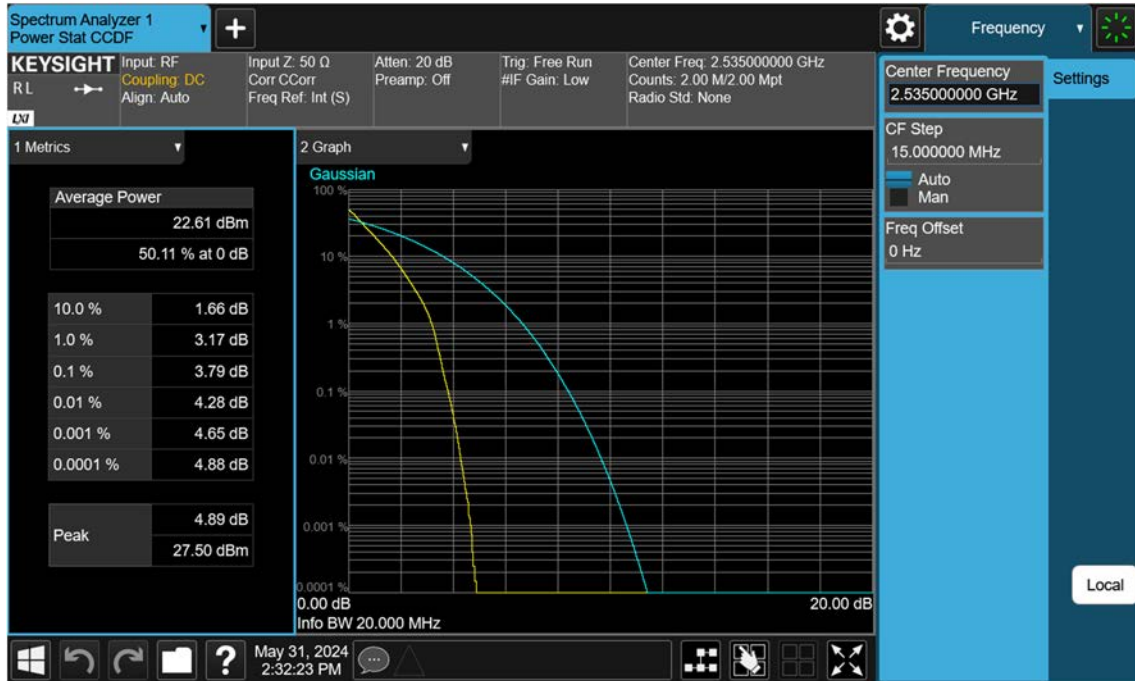 Spectrum Analyzer 1
Power Stat CCDF
Frequency
KEYSIGHT
R L
LXI
Input: RF
Coupling: DC
Align: Auto
Input Z: 50 Ω
Corr CCorr
Freq Ref: Int (S)
Atten: 20 dB
Preamp: Off
Trig: Free Run
#IF Gain: Low
Center Freq: 2.535000000 GHz
Counts: 2.00 M/2.00 Mpt
Radio Std: None
Center Frequency
2.535000000 GHz
Settings
CF Step
15.000000 MHz
Auto
Man
Freq Offset
0 Hz
Local
1 Metrics
Average Power
22.61 dBm
50.11 % at 0 dB
10.0 % 1.66 dB
1.0 % 3.17 dB
0.1 % 3.79 dB
0.01 % 4.28 dB
0.001 % 4.65 dB
0.0001 % 4.88 dB
Peak
4.89 dB
27.50 dBm
2 Graph
Gaussian
100 %
10 %
1 %
0.1 %
0.01 %
0.001 %
0.0001 %
0.00 dB 20.00 dB
Info BW 20.000 MHz
?
May 31, 2024
2:32:23 PM